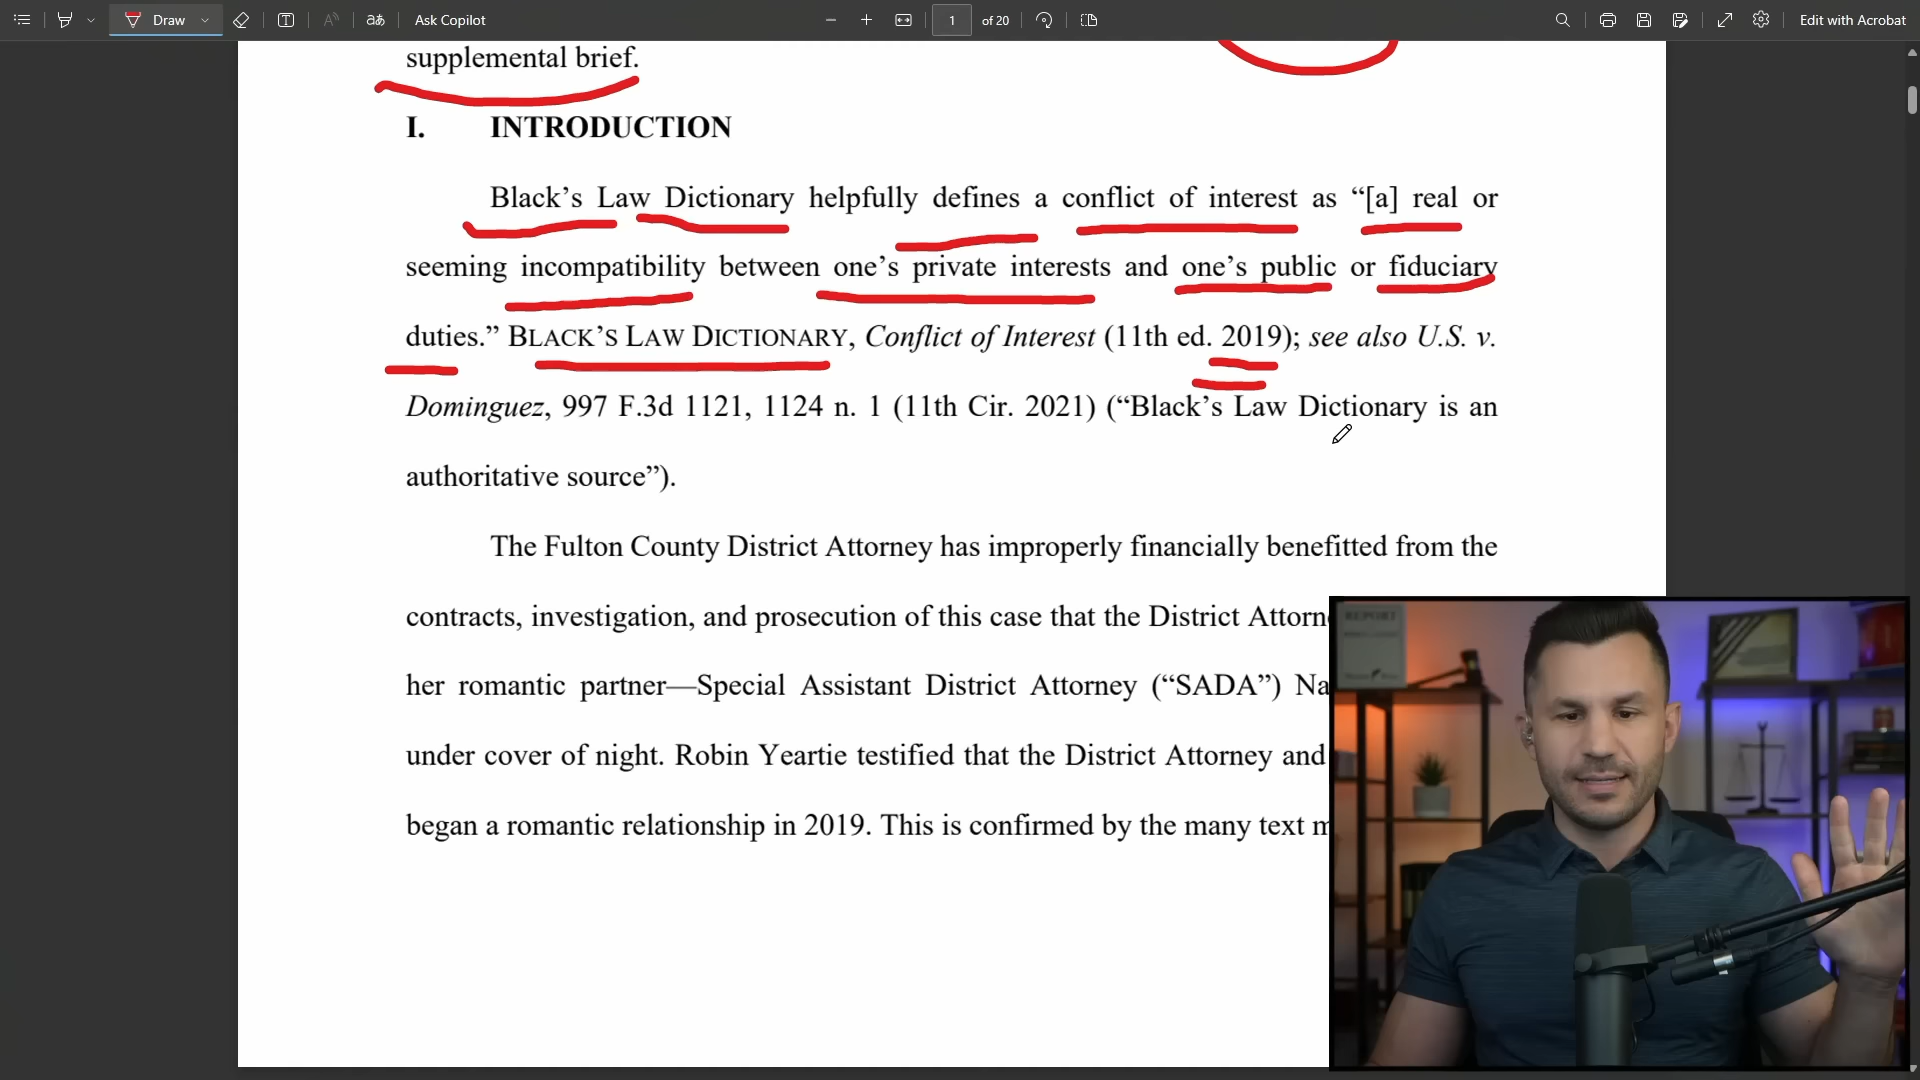 Draw
aあ
Ask Copilot
1 of 20
Edit with Acrobat
supplemental brief.
I. INTRODUCTION
Black’s Law Dictionary helpfully defines a conflict of interest as “[a] real or
seeming incompatibility between one’s private interests and one’s public or fiduciary
duties.” BLACK’S LAW DICTIONARY, Conflict of Interest (11th ed. 2019); see also U.S. v.
Dominguez, 997 F.3d 1121, 1124 n. 1 (11th Cir. 2021) (“Black’s Law Dictionary is an
authoritative source”).
The Fulton County District Attorney has improperly financially benefitted from the
contracts, investigation, and prosecution of this case that the District Attorn
her romantic partner—Special Assistant District Attorney (“SADA”) Na
under cover of night. Robin Yeartie testified that the District Attorney and
began a romantic relationship in 2019. This is confirmed by the many text m
REPORT